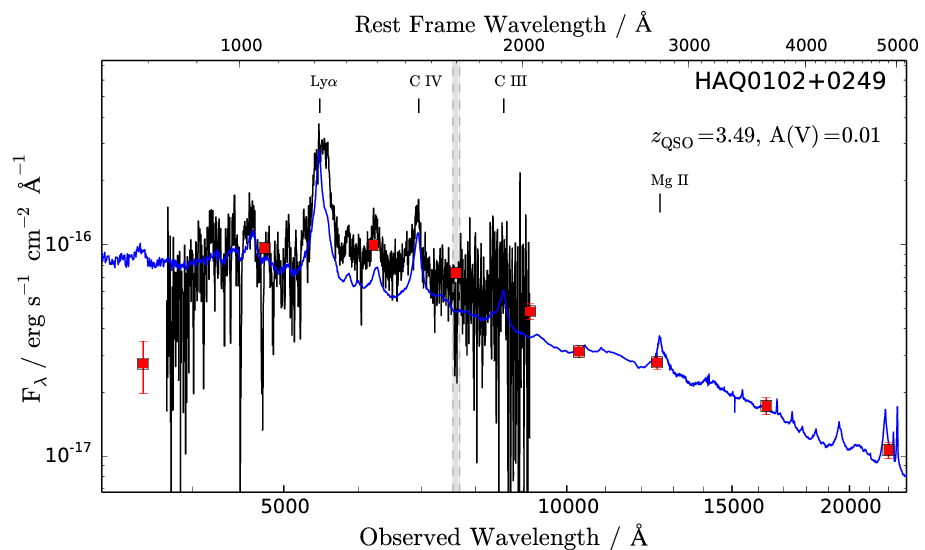 Rest Frame Wavelength / Å
1000 2000 3000 4000 5000
HAQ0102+0249
Lyα C IV C III
z_QSO=3.49, A(V)=0.01
Mg II
F_λ / erg s⁻¹ cm⁻² Å⁻¹
10⁻¹⁶
10⁻¹⁷
5000 10000 15000 20000
Observed Wavelength / Å